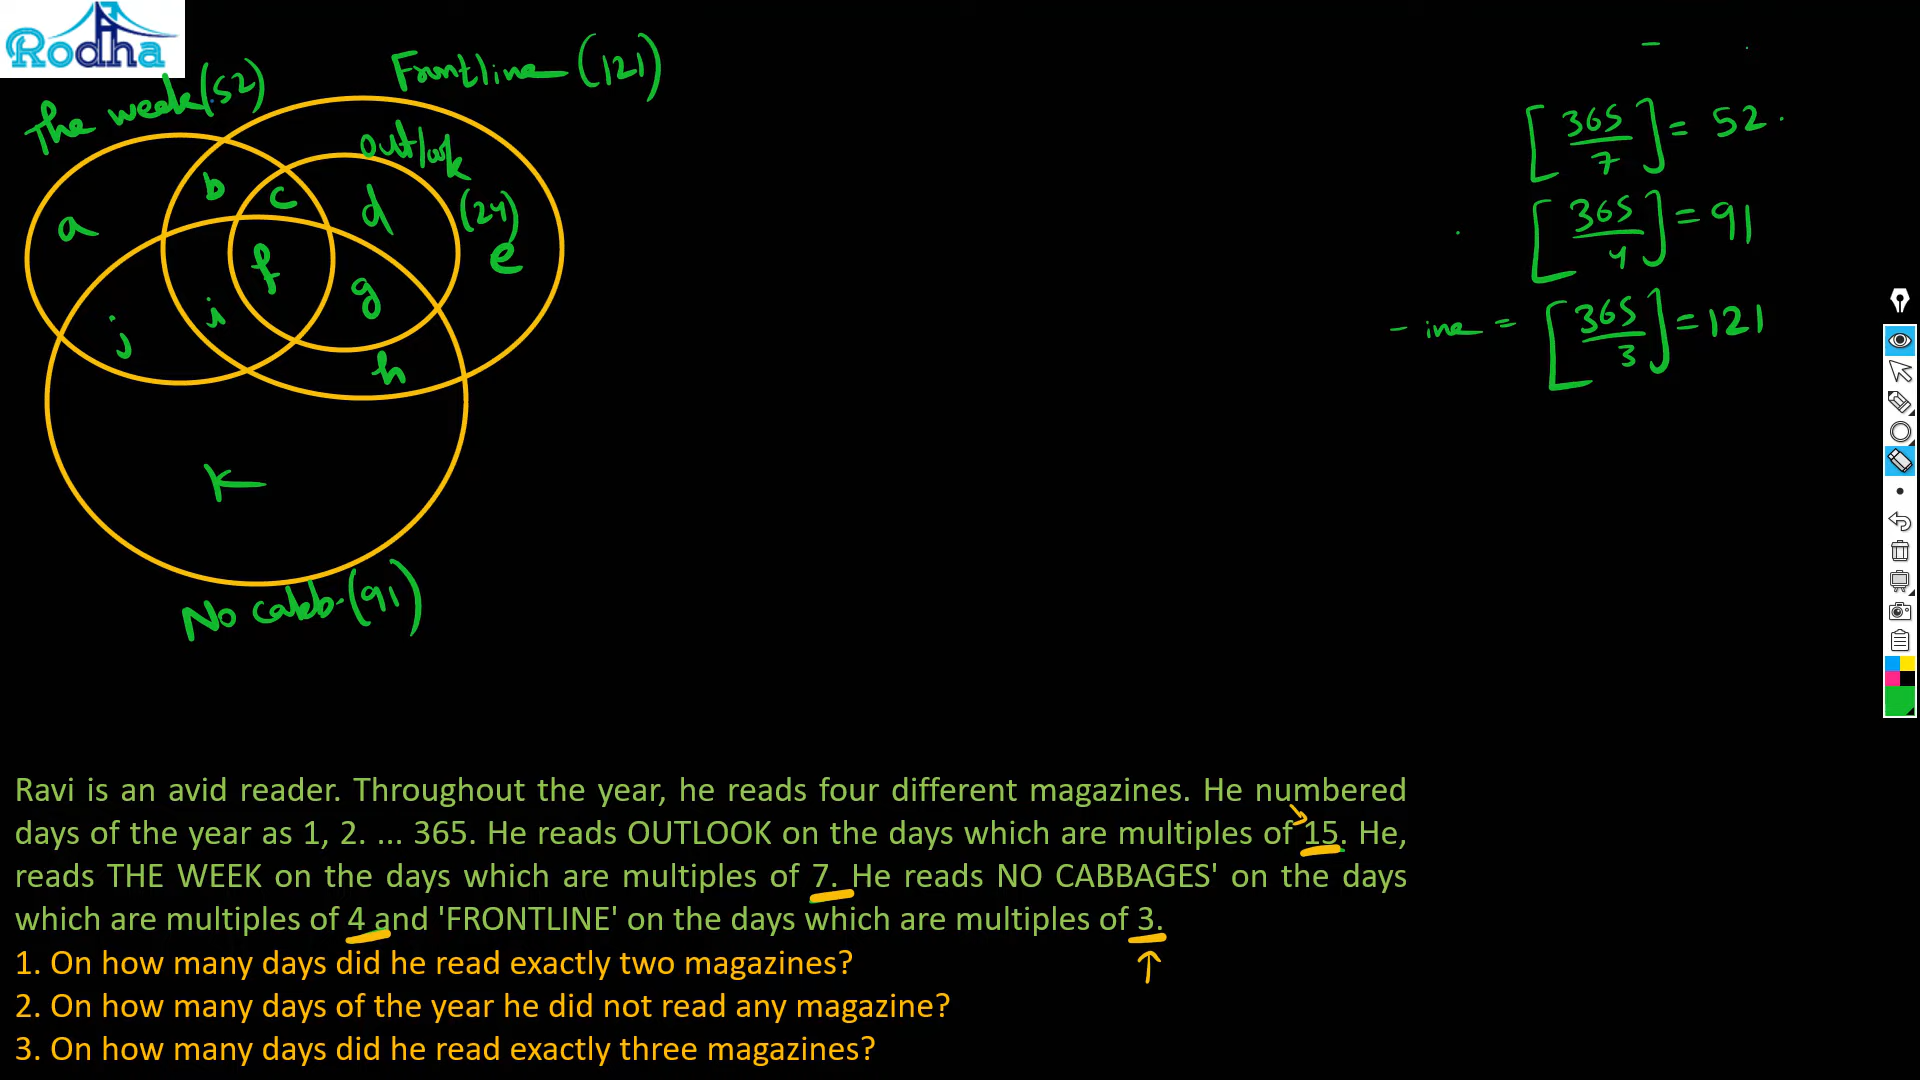 Rodha
The week (52)
Frontline (121)
outlook
(24)
a
b
c
d
e
f
g
h
i
j
K
No cabb. (91)
[365/7] = 52
[365/4] = 91
- ine = [365/3] = 121
Ravi is an avid reader. Throughout the year, he reads four different magazines. He numbered
days of the year as 1, 2. ... 365. He reads OUTLOOK on the days which are multiples of 15. He,
reads THE WEEK on the days which are multiples of 7. He reads NO CABBAGES' on the days
which are multiples of 4 and 'FRONTLINE' on the days which are multiples of 3.
1. On how many days did he read exactly two magazines?
2. On how many days of the year he did not read any magazine?
3. On how many days did he read exactly three magazines?